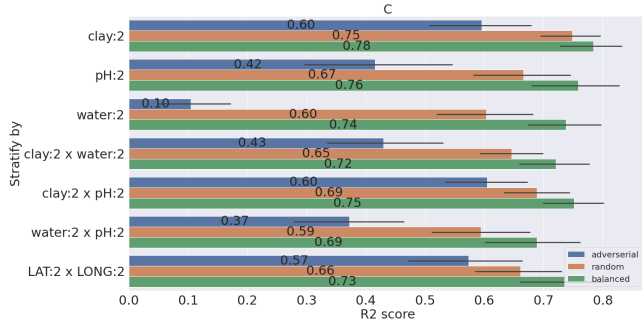 C
Stratify by
clay:2
0.60
0.75
0.78
pH:2
0.42
0.67
0.76
water:2
0.10
0.60
0.74
clay:2 x water:2
0.43
0.65
0.72
clay:2 x pH:2
0.60
0.69
0.75
water:2 x pH:2
0.37
0.59
0.69
LAT:2 x LONG:2
0.57
0.66
0.73
adverserial
random
balanced
0.0 0.1 0.2 0.3 0.4 0.5 0.6 0.7 0.8
R2 score